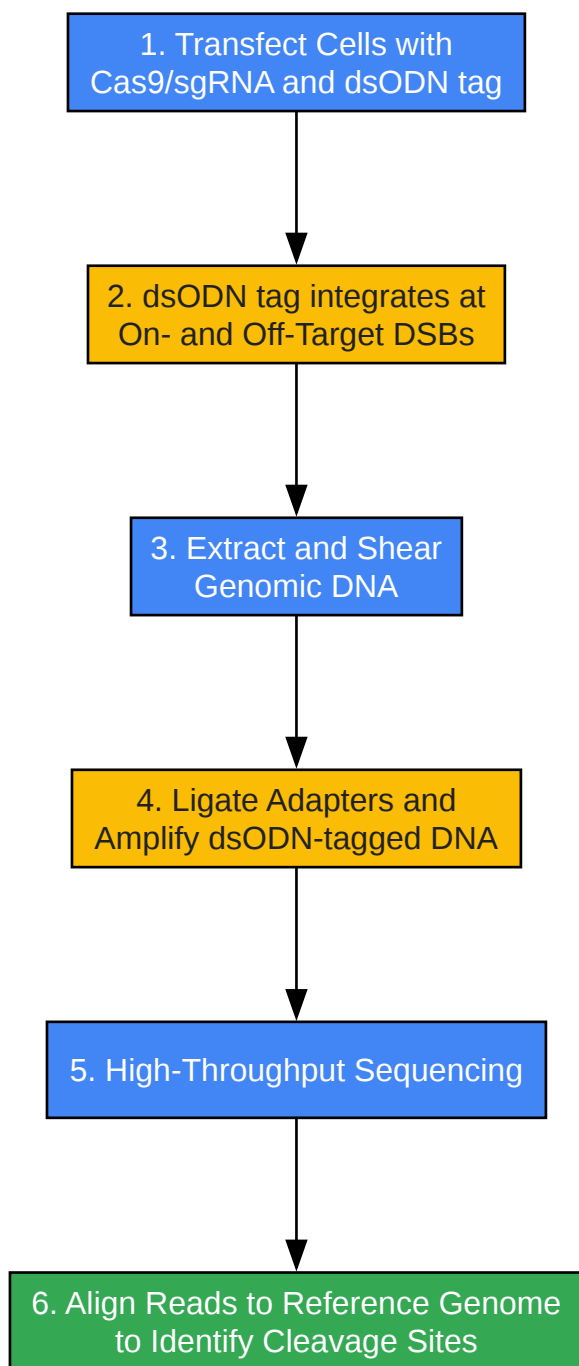 1. Transfect Cells with
Cas9/sgRNA and dsODN tag
2. dsODN tag integrates at
On- and Off-Target DSBs
3. Extract and Shear
Genomic DNA
4. Ligate Adapters and
Amplify dsODN-tagged DNA
5. High-Throughput Sequencing
6. Align Reads to Reference Genome
to Identify Cleavage Sites